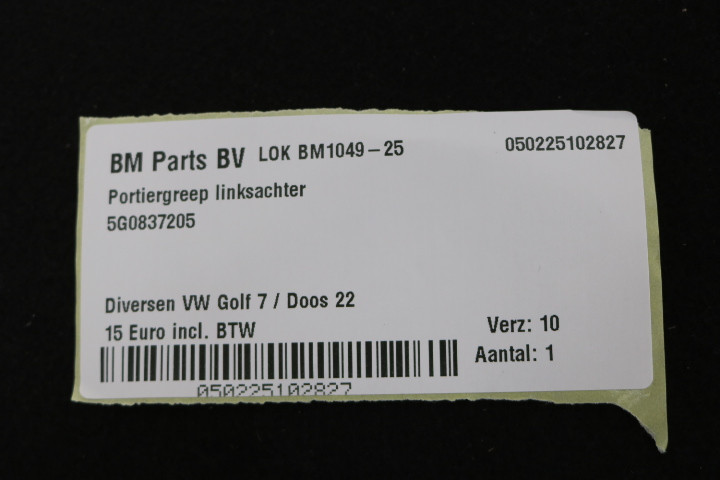 BM Parts BV LOK BM1049-25 050225102827
Portiergreep linksachter
5G0837205
Diversen VW Golf 7 / Doos 22
15 Euro incl. BTW
Verz: 10
Aantal: 1
050225102827